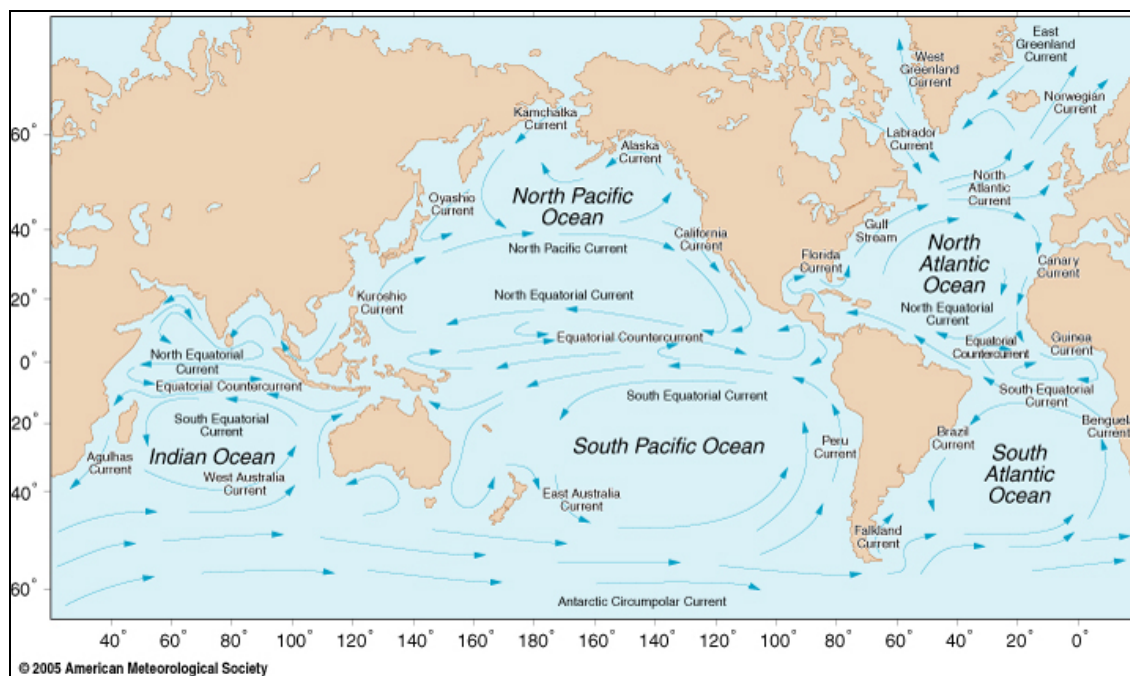 East
Greenland
Current
West
Greenland
Current
Norwegian
Current
Kamchatka
Current
60°
Labrador
Current
Alaska
Current
North
Atlantic
Current
Oyashio
Current
North Pacific
Ocean
Gulf
Stream
40°
California
Current
North Pacific Current
North
Atlantic
Ocean
Florida
Current
Canary
Current
20°
Kuroshio
Current
North Equatorial Current
North Equatorial
Current
Equatorial Countercurrent
Equatorial
Countercurrent
Guinea
Current
North Equatorial
Current
0°
Equatorial Countercurrent
South Equatorial
Current
South Equatorial Current
South Equatorial
Current
20°
Benguela
Current
Brazil
Current
Peru
Current
South Pacific Ocean
Indian Ocean
Agulhas
Current
South
Atlantic
Ocean
West Australia
Current
40°
East Australia
Current
Falkland
Current
60°
Antarctic Circumpolar Current
40° 60° 80° 100° 120° 140° 160° 180° 160° 140° 120° 100° 80° 60° 40° 20° 0°
© 2005 American Meteorological Society